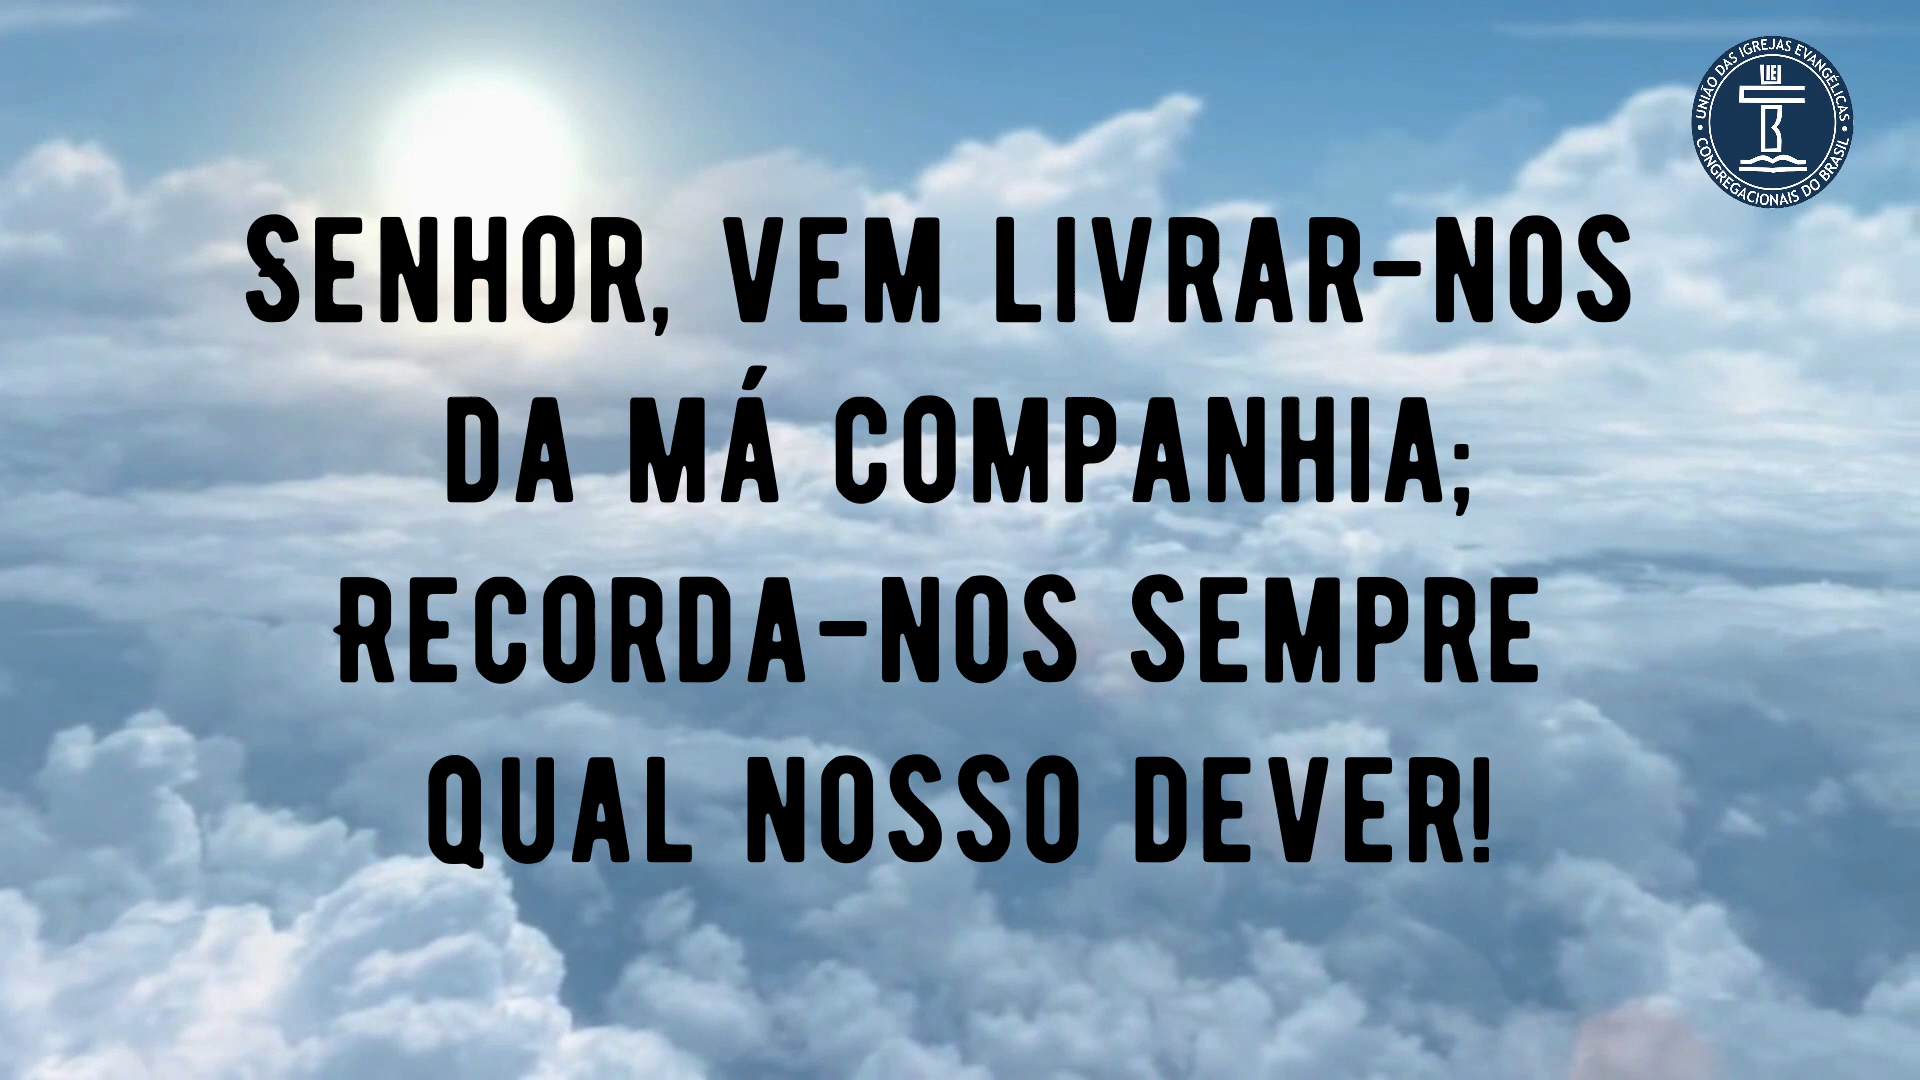 SENHOR, VEM LIVRAR-NOS
DA MÁ COMPANHIA;
RECORDA-NOS SEMPRE
QUAL NOSSO DEVER!
UNIÃO DAS IGREJAS EVANGÉLICAS
CONGREGACIONAIS DO BRASIL